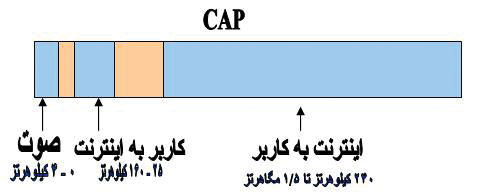 CAP
صوت
۰ - ۴ کیلوهرتز
کاربر به اینترنت
۲۵ - ۱۶۰ کیلوهرتز
اینترنت به کاربر
۲۴۰ کیلوهرتز تا ۱/۵ مگاهرتز